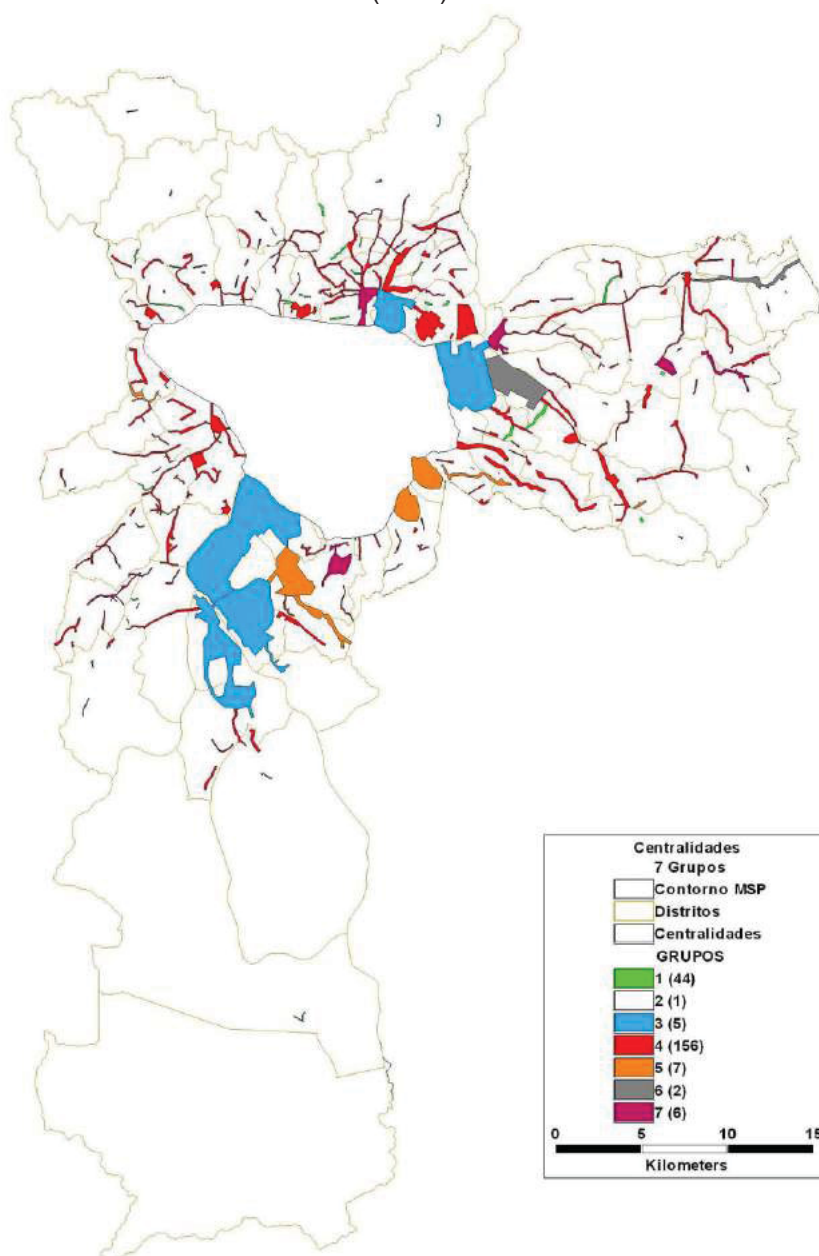 Centralidades
7 Grupos
Contorno MSP
Distritos
Centralidades
GRUPOS
1 (44)
2 (1)
3 (5)
4 (156)
5 (7)
6 (2)
7 (6)
0 5 10 15
Kilometers